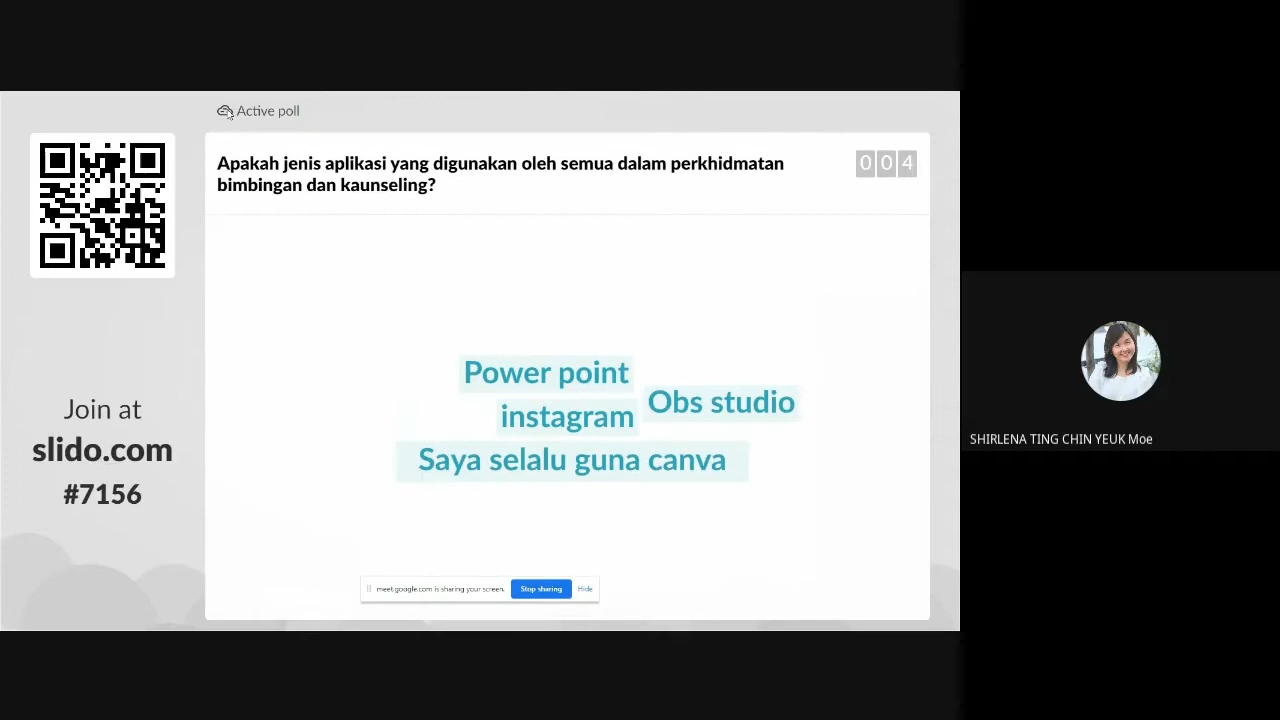 Active poll
Apakah jenis aplikasi yang digunakan oleh semua dalam perkhidmatan
bimbingan dan kaunseling?
004
Power point
Obs studio
instagram
Saya selalu guna canva
Join at
slido.com
#7156
meet.google.com is sharing your screen.
Stop sharing
Hide
SHIRLENA TING CHIN YEUK Moe